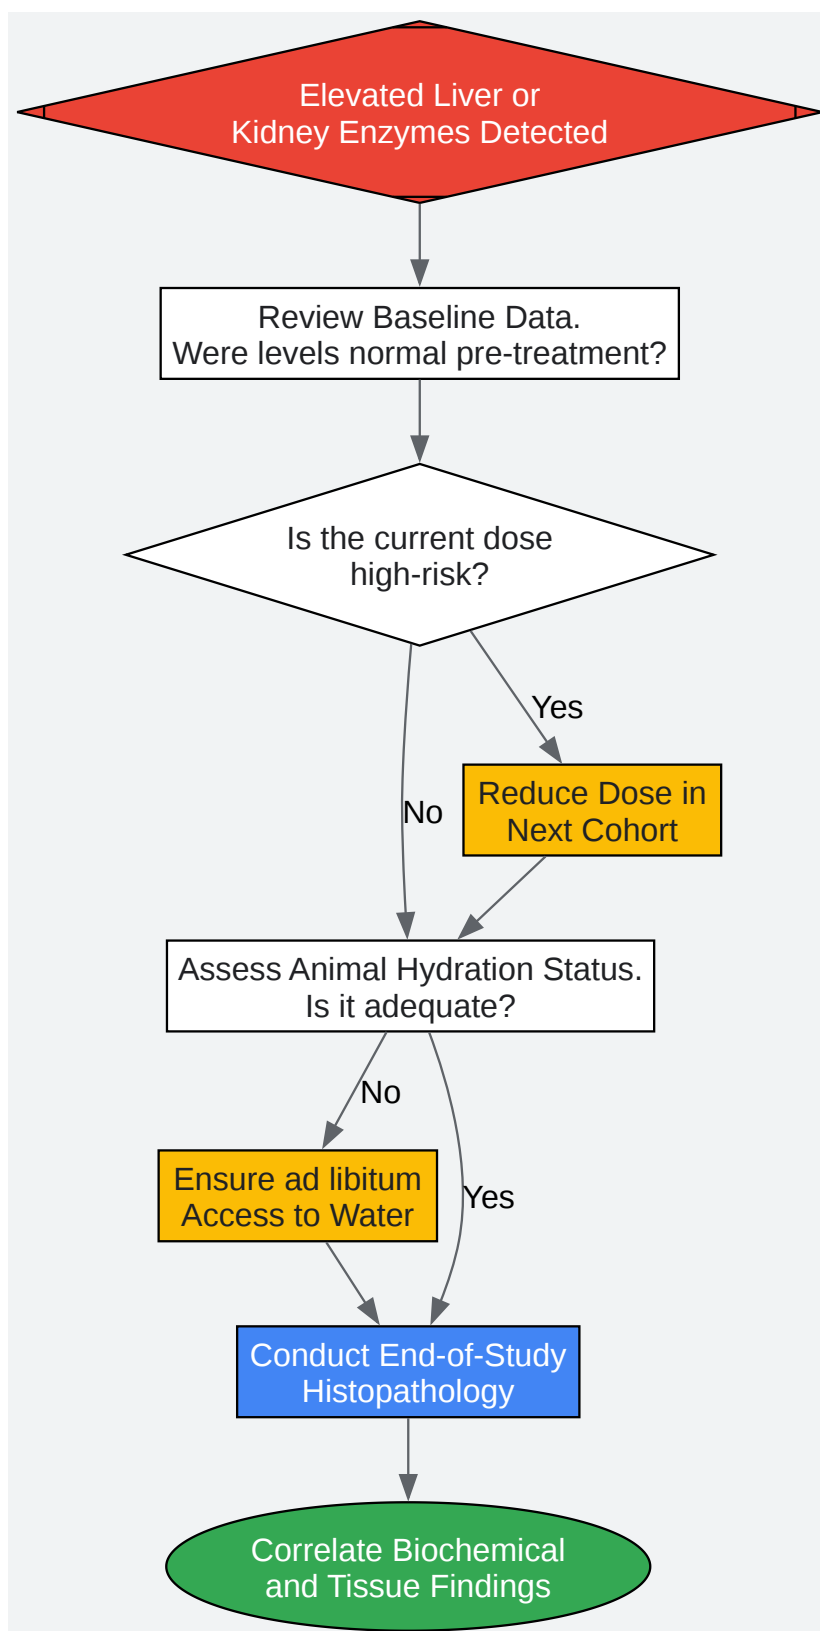 Elevated Liver or
Kidney Enzymes Detected
Review Baseline Data.
Were levels normal pre-treatment?
Is the current dose
high-risk?
Yes
Reduce Dose in
Next Cohort
No
Assess Animal Hydration Status.
Is it adequate?
No
Ensure ad libitum
Access to Water
Yes
Conduct End-of-Study
Histopathology
Correlate Biochemical
and Tissue Findings